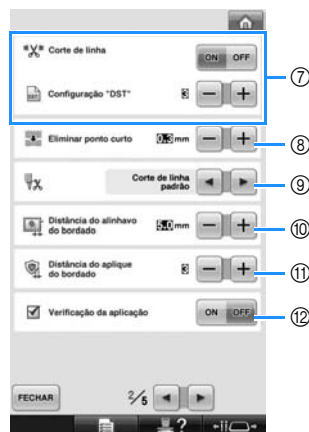 Corte de linha
ON OFF
⑦
DST
Configuração "DST"
3
− +
Eliminar ponto curto
0.3 mm
− +
⑧
Corte de linha
padrão
⑨
Distância do alinhavo
do bordado
5.0 mm
− +
⑩
Distância do aplique
do bordado
− +
⑪
Verificação da aplicação
ON OFF
⑫
FECHAR
2/5
?